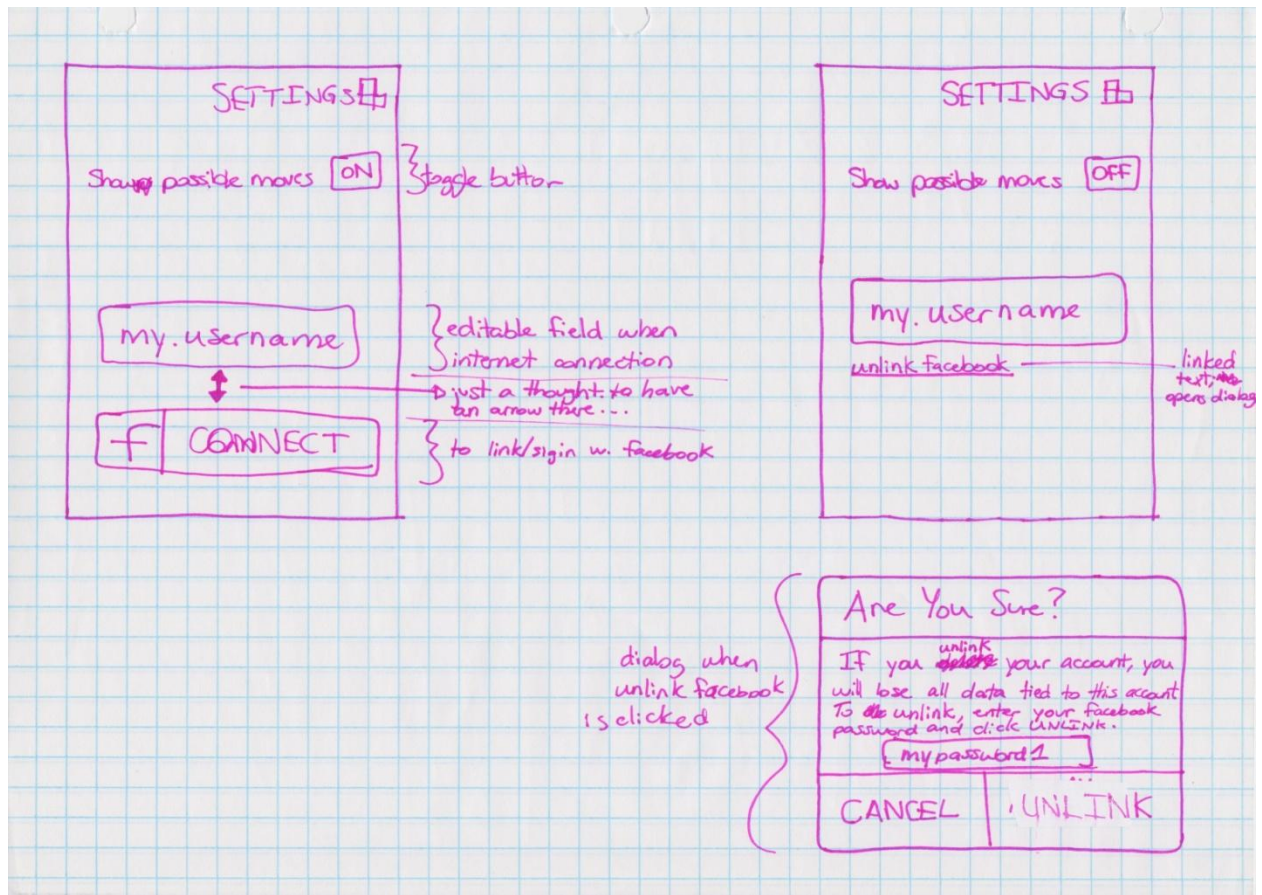 SETTINGS
Show possible moves ON
toggle button
my.username
editable field when
internet connection
just a thought to have
an arrow there...
f CONNECT
to link/sigin w. facebook
SETTINGS
Show possible moves OFF
my.username
unlink facebook
linked
text,
opens dialog
dialog when
unlink facebook
is clicked
Are You Sure?
If you unlink your account, you
will lose all data tied to this account
To unlink, enter your facebook
password and click UNLINK.
mypassword1
CANCEL UNLINK